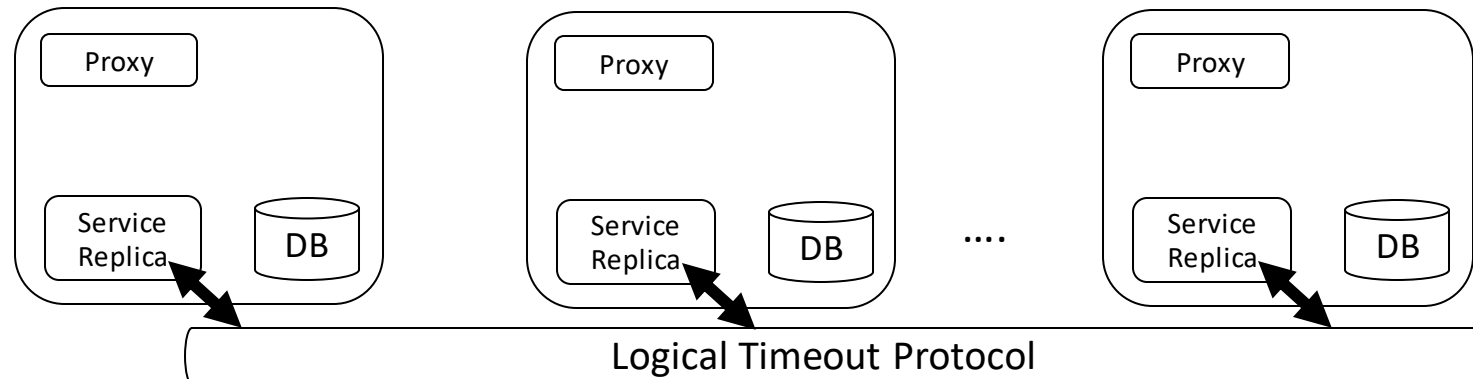 Proxy
Proxy
Proxy
Service
Replica
DB
Service
Replica
DB
....
Service
Replica
DB
Logical Timeout Protocol